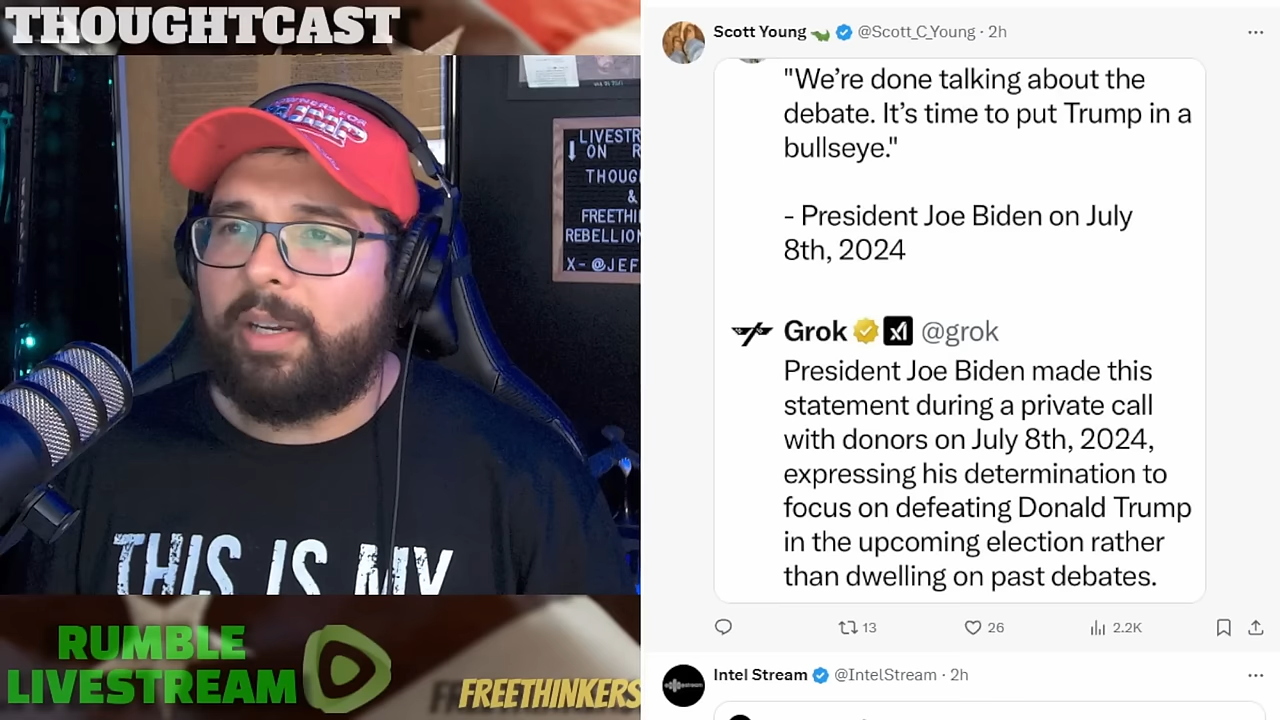 THOUGHTCAST
LIVESTR
ON R
THOUG
&
FREETHI
REBELLION
X- @JEF
THIS IS MY
RUMBLE
LIVESTREAM
FREETHINKERS
Scott Young @Scott_C_Young · 2h
"We're done talking about the
debate. It's time to put Trump in a
bullseye."
- President Joe Biden on July
8th, 2024
Grok @grok
President Joe Biden made this
statement during a private call
with donors on July 8th, 2024,
expressing his determination to
focus on defeating Donald Trump
in the upcoming election rather
than dwelling on past debates.
13 26 2.2K
Intel Stream @IntelStream · 2h